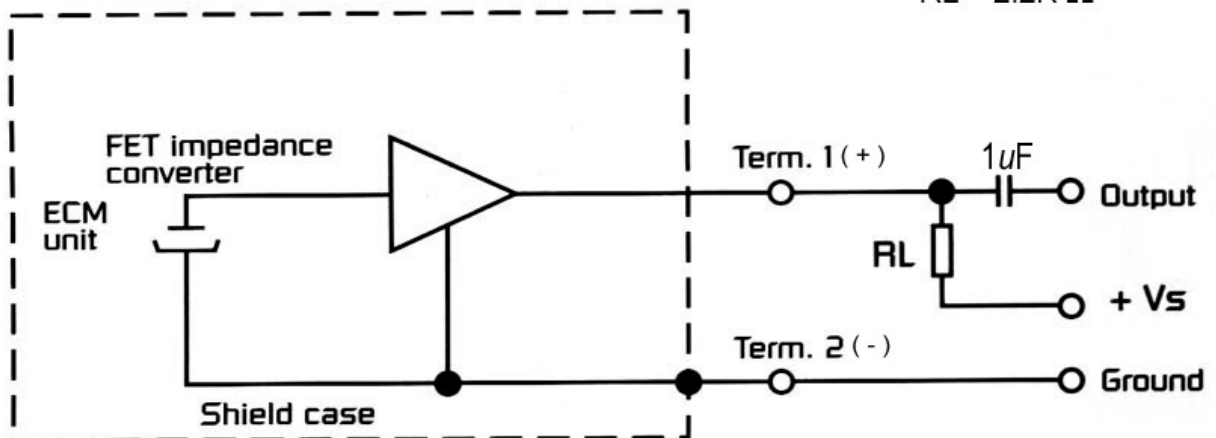 FET impedance
converter
ECM
unit
Term. 1 (+)
1uF
Output
RL
+ Vs
Term. 2 (-)
Ground
Shield case